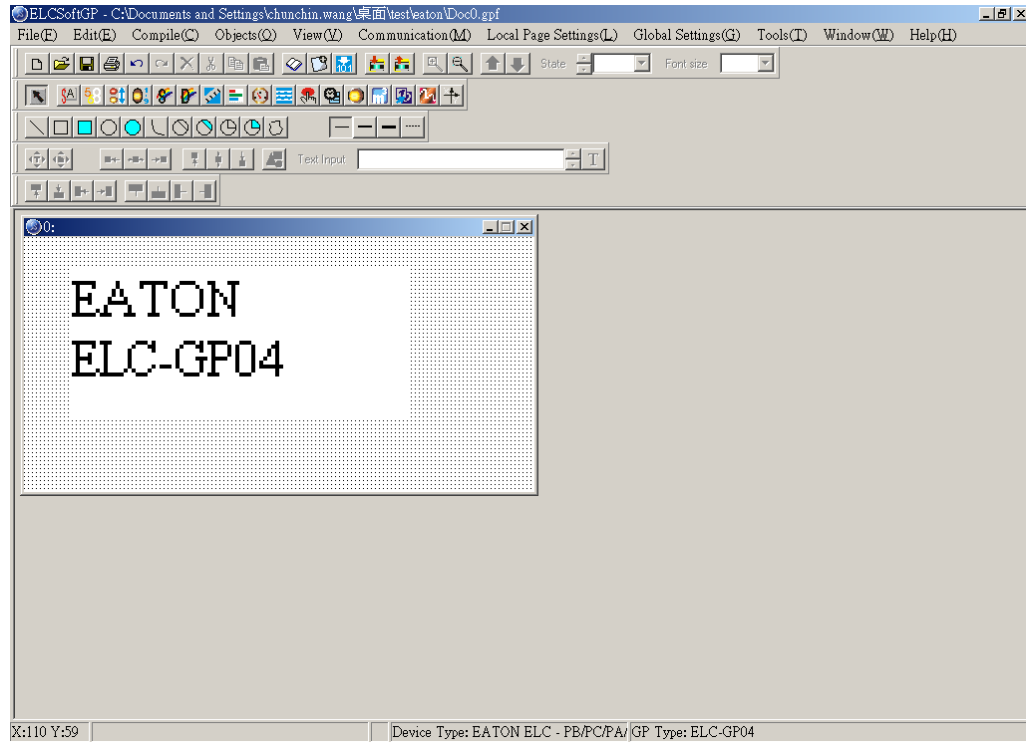 ELCSoftGP - C:\Documents and Settings\chunchin.wang\桌面\test\eaton\Doc0.gpf
File(F) Edit(E) Compile(C) Objects(O) View(V) Communication(M) Local Page Settings(L) Global Settings(G) Tools(T) Window(W) Help(H)
State Font size
Text Input T
0:
EATON
ELC-GP04
X:110 Y:59 Device Type: EATON ELC - PB/PC/PA/ GP Type: ELC-GP04